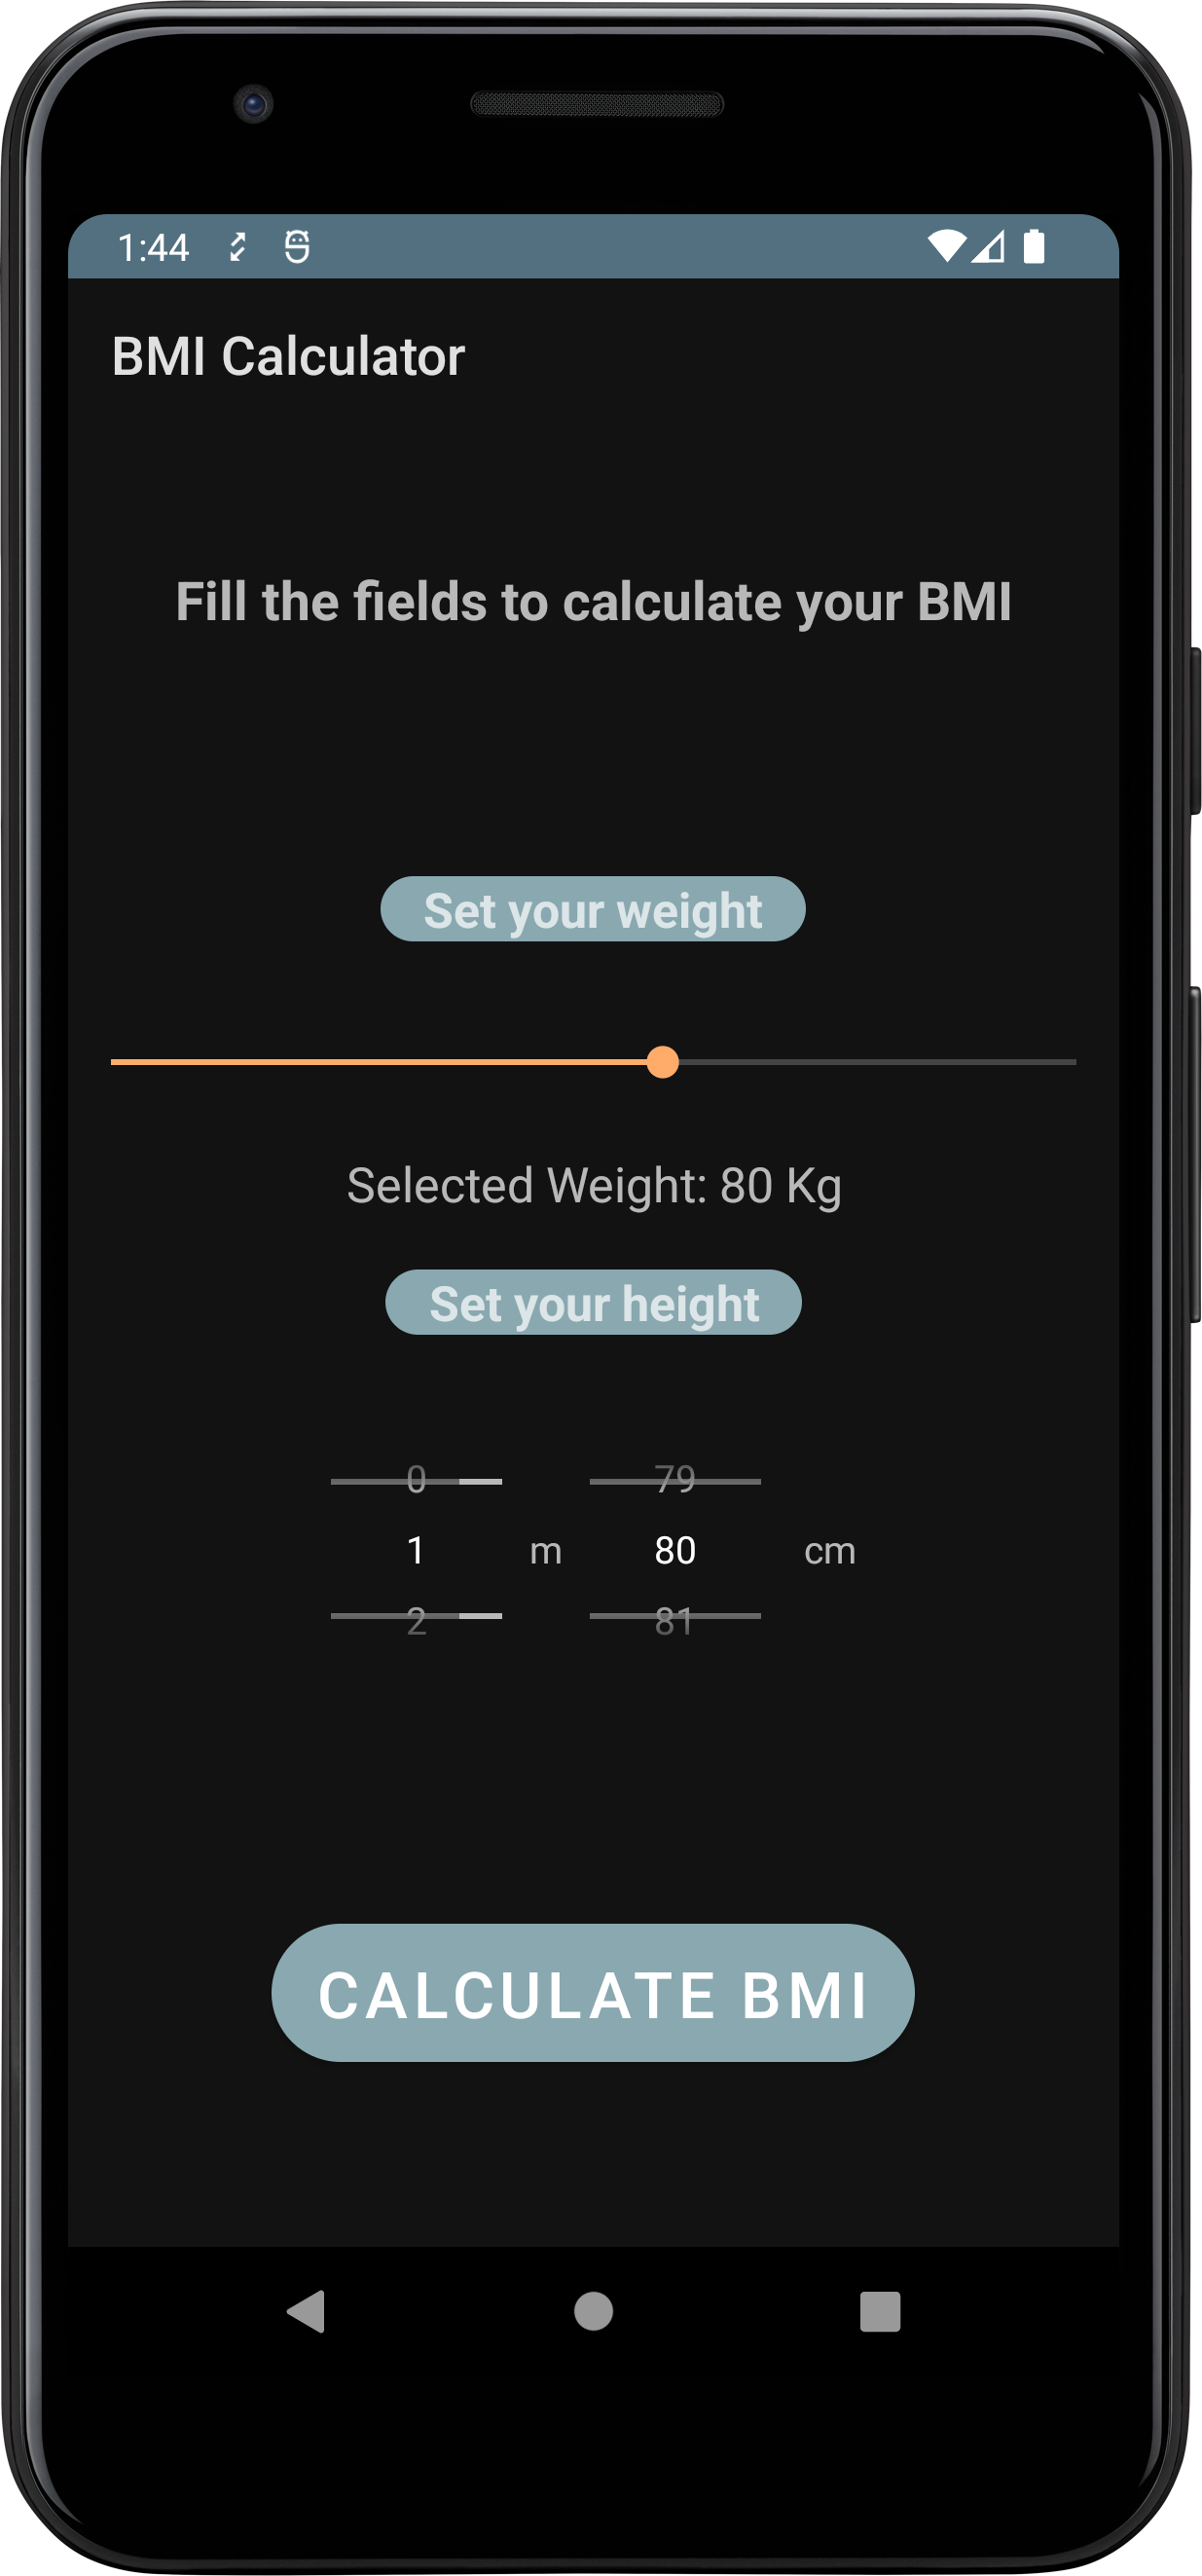 1:44
BMI Calculator
Fill the fields to calculate your BMI
Set your weight
Selected Weight: 80 Kg
Set your height
0 79
1 m 80 cm
2 81
CALCULATE BMI